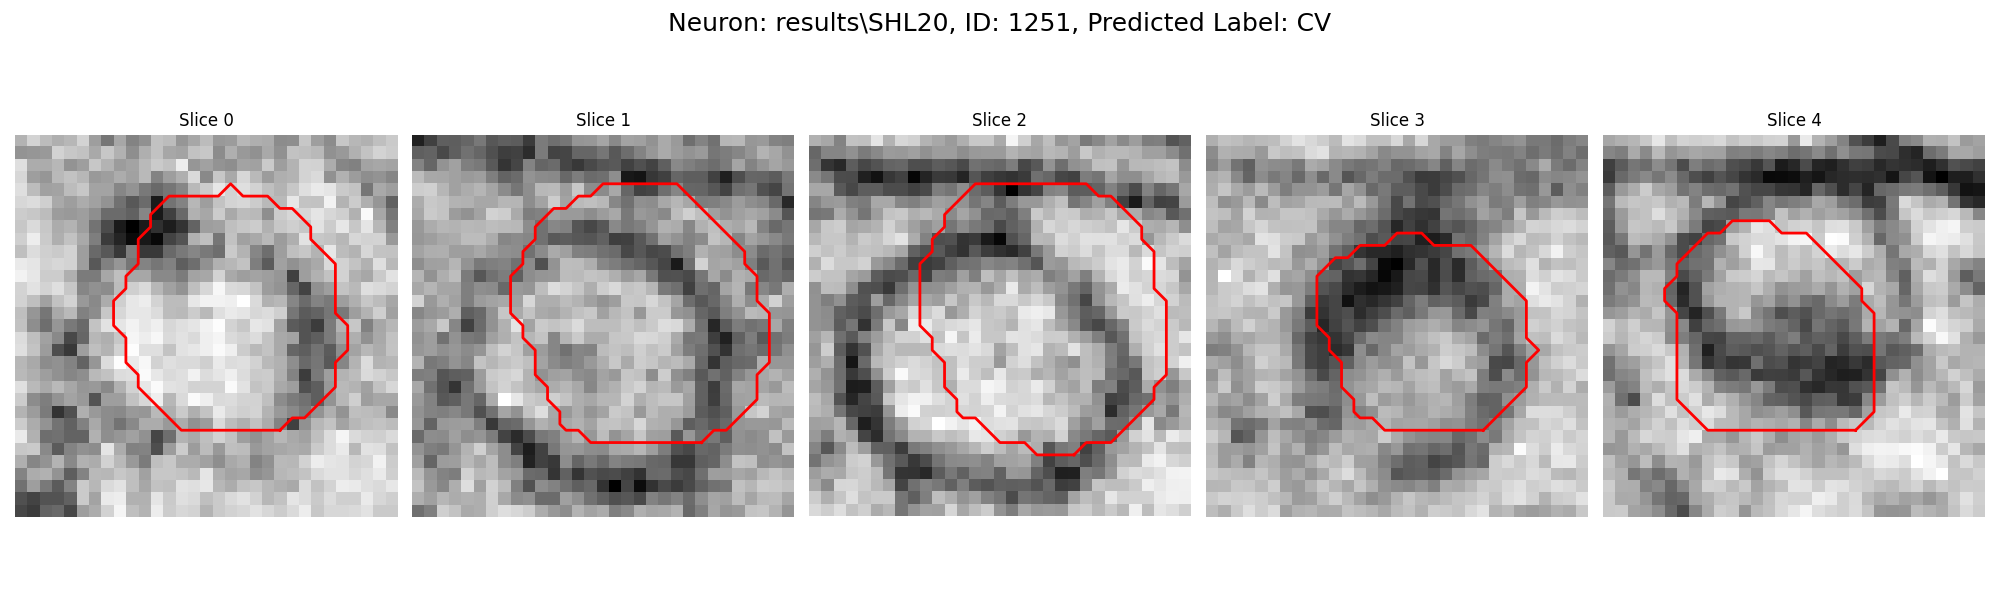 Neuron: results\SHL20, ID: 1251, Predicted Label: CV
Slice 0
Slice 1
Slice 2
Slice 3
Slice 4